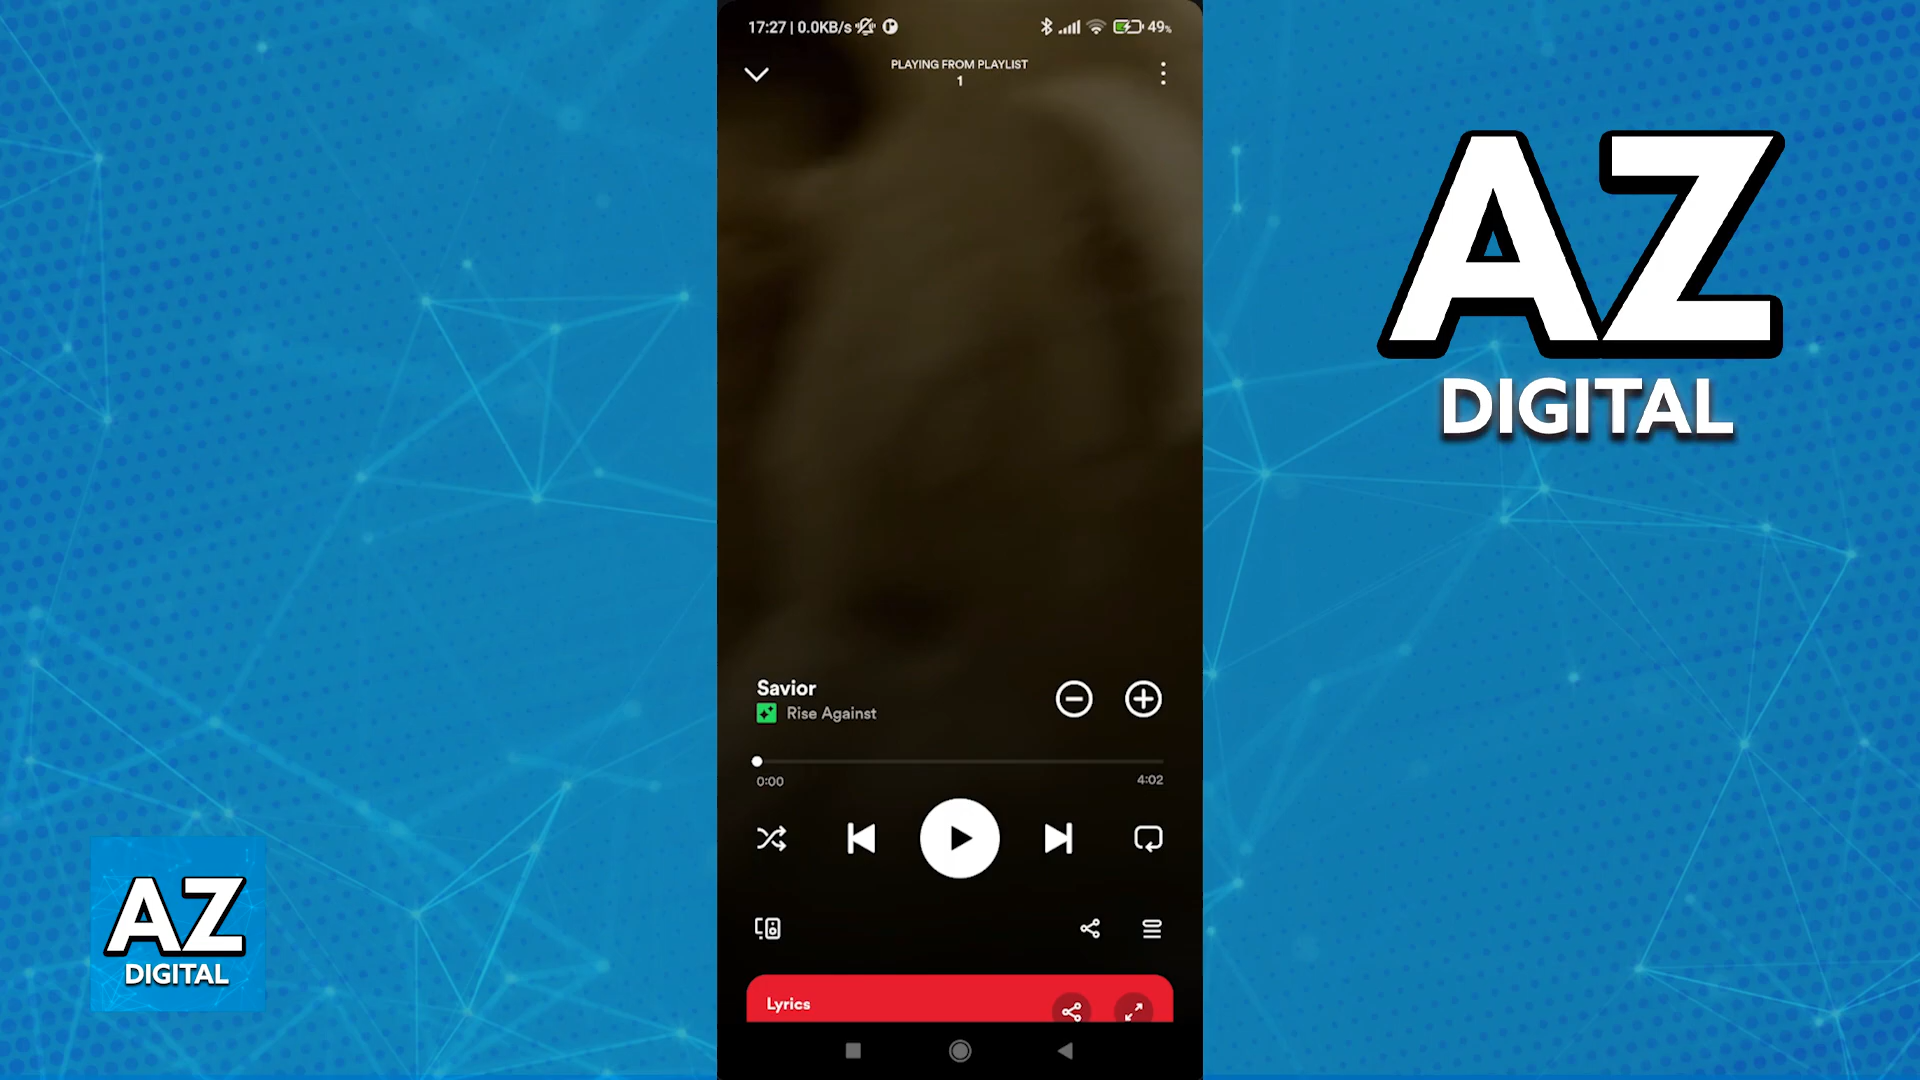 17:27 | 0.0KB/s
49%
PLAYING FROM PLAYLIST
1
AZ
DIGITAL
Savior
Rise Against
0:00
4:02
AZ
DIGITAL
Lyrics